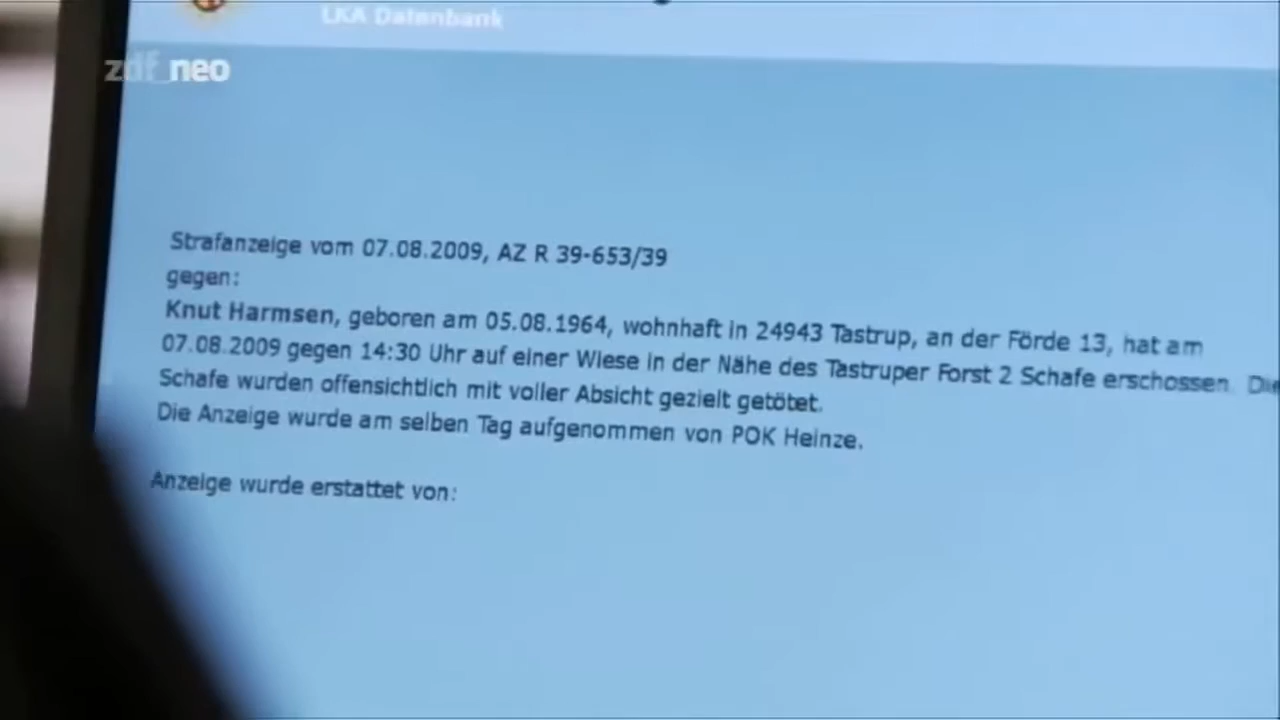 LKA Datenbank
zdf_neo
Strafanzeige vom 07.08.2009, AZ R 39-653/39
gegen:
Knut Harmsen, geboren am 05.08.1964, wohnhaft in 24943 Tastrup, an der Förde 13, hat am
07.08.2009 gegen 14:30 Uhr auf einer Wiese in der Nähe des Tastruper Forst 2 Schafe erschossen. Die
Schafe wurden offensichtlich mit voller Absicht gezielt getötet.
Die Anzeige wurde am selben Tag aufgenommen von POK Heinze.
Anzeige wurde erstattet von: